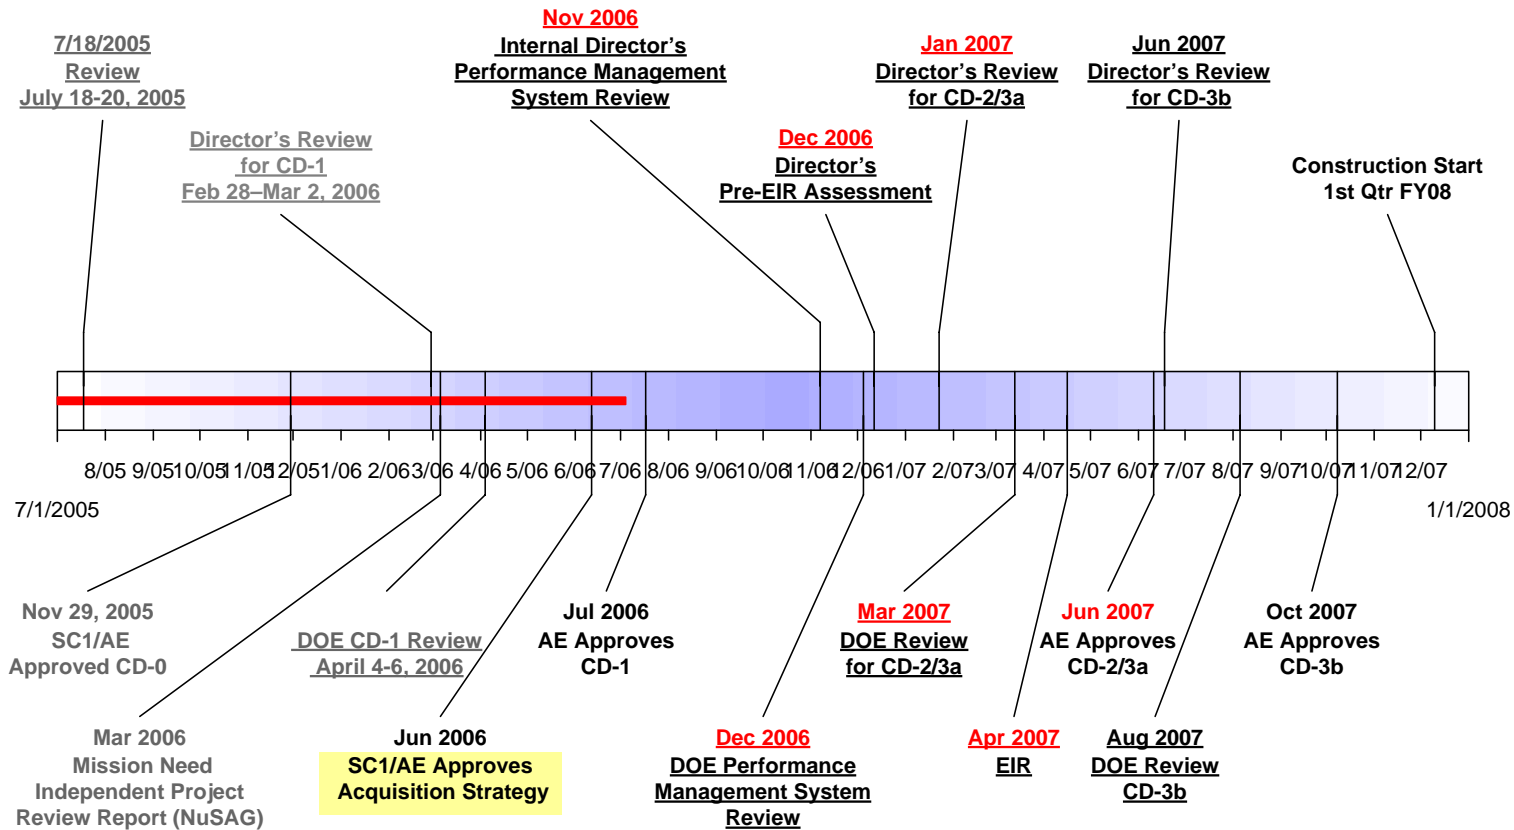 7/18/2005
Review
July 18-20, 2005
Director’s Review
for CD-1
Feb 28–Mar 2, 2006
Nov 2006
Internal Director’s
Performance Management
System Review
Dec 2006
Director’s
Pre-EIR Assessment
Jan 2007
Director’s Review
for CD-2/3a
Jun 2007
Director’s Review
for CD-3b
Construction Start
1st Qtr FY08
8/05 9/05 10/05 11/05 12/05 1/06 2/06 3/06 4/06 5/06 6/06 7/06 8/06 9/06 10/06 11/06 12/06 1/07 2/07 3/07 4/07 5/07 6/07 7/07 8/07 9/07 10/07 11/07 12/07
7/1/2005
1/1/2008
Nov 29, 2005
SC1/AE
Approved CD-0
DOE CD-1 Review
April 4-6, 2006
Jul 2006
AE Approves
CD-1
Mar 2007
DOE Review
for CD-2/3a
Jun 2007
AE Approves
CD-2/3a
Oct 2007
AE Approves
CD-3b
Mar 2006
Mission Need
Independent Project
Review Report (NuSAG)
Jun 2006
SC1/AE Approves
Acquisition Strategy
Dec 2006
DOE Performance
Management System
Review
Apr 2007
EIR
Aug 2007
DOE Review
CD-3b